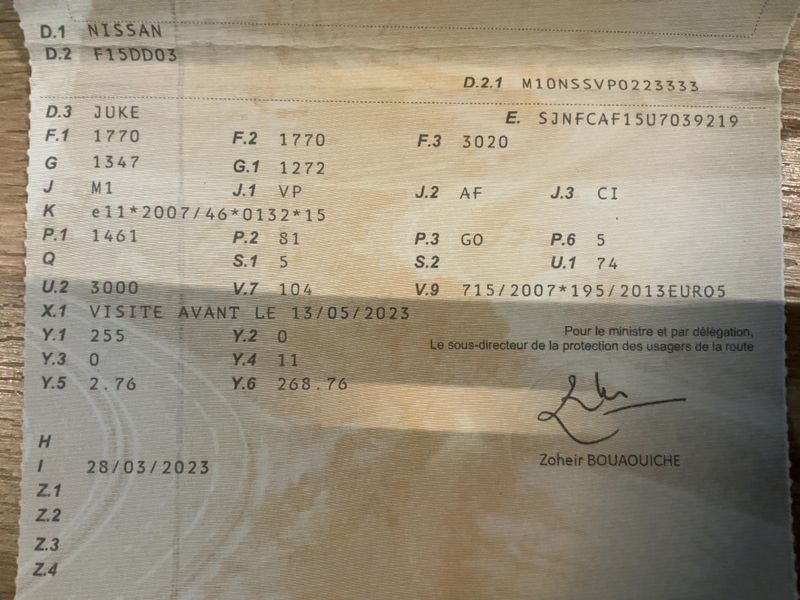 D.1 NISSAN
D.2 F15DD03
D.2.1 M10NSSVP0223333
D.3 JUKE
E. SJNFCAF15U7039219
F.1 1770 F.2 1770 F.3 3020
G 1347 G.1 1272
J M1 J.1 VP J.2 AF J.3 CI
K e11*2007/46*0132*15
P.1 1461 P.2 81 P.3 GO P.6 5
Q S.1 5 S.2 U.1 74
U.2 3000 V.7 104 V.9 715/2007*195/2013EURO5
X.1 VISITE AVANT LE 13/05/2023
Y.1 255 Y.2 0
Pour le ministre et par délégation,
Le sous-directeur de la protection des usagers de la route
Y.3 0 Y.4 11
Y.5 2.76 Y.6 268.76
H
Zoheir BOUAOUICHE
I 28/03/2023
Z.1
Z.2
Z.3
Z.4